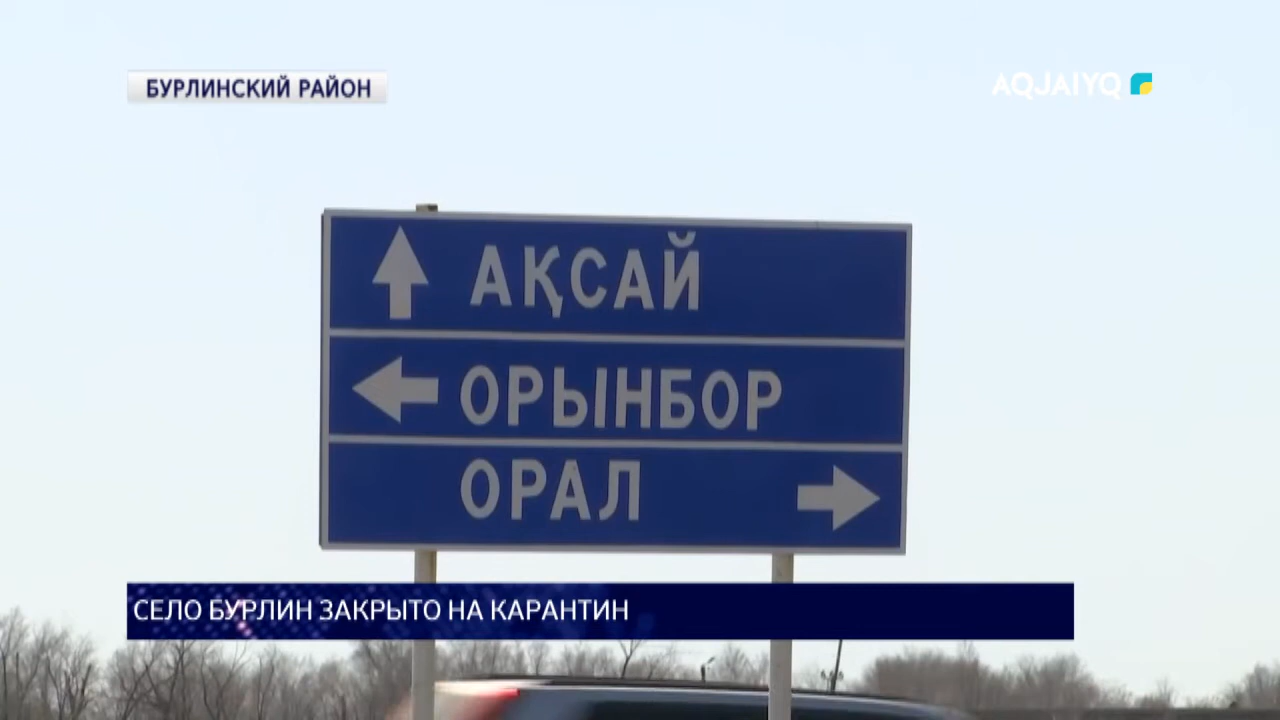 БУРЛИНСКИЙ РАЙОН
AQJAIYQ
АҚСАЙ
ОРЫНБОР
ОРАЛ
СЕЛО БУРЛИН ЗАКРЫТО НА КАРАНТИН